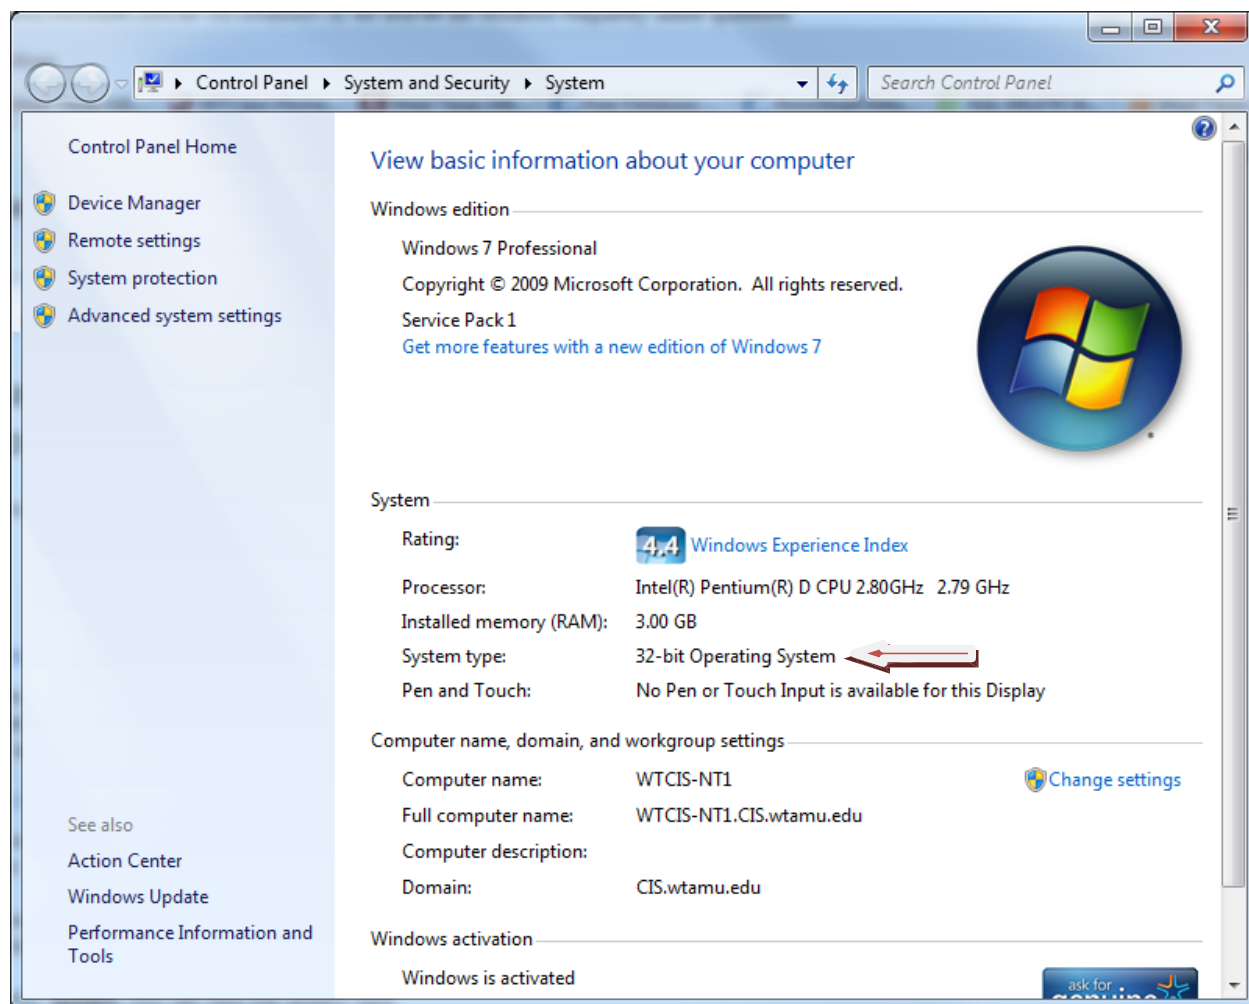 Control Panel ▸ System and Security ▸ System
Search Control Panel
Control Panel Home
Device Manager
Remote settings
System protection
Advanced system settings
See also
Action Center
Windows Update
Performance Information and
Tools
View basic information about your computer
Windows edition
Windows 7 Professional
Copyright © 2009 Microsoft Corporation. All rights reserved.
Service Pack 1
Get more features with a new edition of Windows 7
System
Rating: 4.4 Windows Experience Index
Processor: Intel(R) Pentium(R) D CPU 2.80GHz 2.79 GHz
Installed memory (RAM): 3.00 GB
System type: 32-bit Operating System
Pen and Touch: No Pen or Touch Input is available for this Display
Computer name, domain, and workgroup settings
Computer name: WTCIS-NT1 Change settings
Full computer name: WTCIS-NT1.CIS.wtamu.edu
Computer description:
Domain: CIS.wtamu.edu
Windows activation
Windows is activated
ask for
genuine